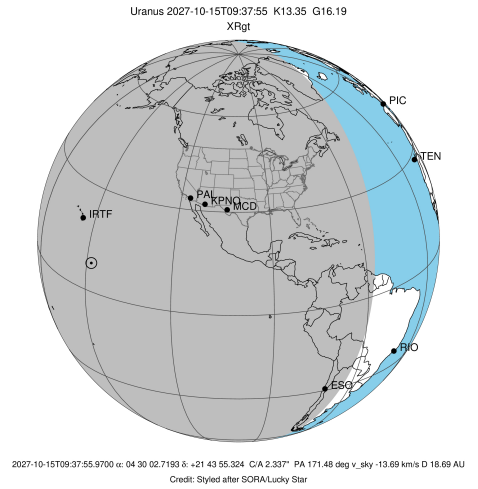 Uranus 2027-10-15T09:37:55 K13.35 G16.19
XRgt
PIC
TEN
PAL
KPNO
MCD
IRTF
RIO
ESO
2027-10-15T09:37:55.9700 α: 04 30 02.7193 δ: +21 43 55.324 C/A 2.337" PA 171.48 deg v_sky -13.69 km/s D 18.69 AU
Credit: Styled after SORA/Lucky Star